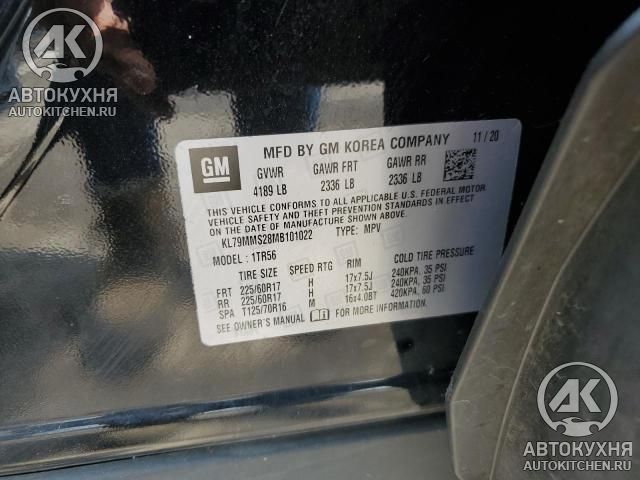 AK
АВТОКУХНЯ
AUTOKITCHEN.RU
GM
MFD BY GM KOREA COMPANY 11/20
GVWR GAWR FRT GAWR RR
4189 LB 2336 LB 2336 LB
THIS VEHICLE CONFORMS TO ALL APPLICABLE U.S. FEDERAL MOTOR
VEHICLE SAFETY AND THEFT PREVENTION STANDARDS IN EFFECT ON
THE DATE OF MANUFACTURE SHOWN ABOVE.
KL79MMS28MB101022 TYPE: MPV
MODEL : 1TR56
TIRE SIZE SPEED RTG RIM COLD TIRE PRESSURE
FRT 225/60R17 H 17x7.5J 240KPA, 35 PSI
RR 225/60R17 H 17x7.5J 240KPA, 35 PSI
SPA T125/70R16 M 16x4.0BT 420KPA, 60 PSI
SEE OWNER'S MANUAL FOR MORE INFORMATION.
AK
АВТОКУХНЯ
AUTOKITCHEN.RU